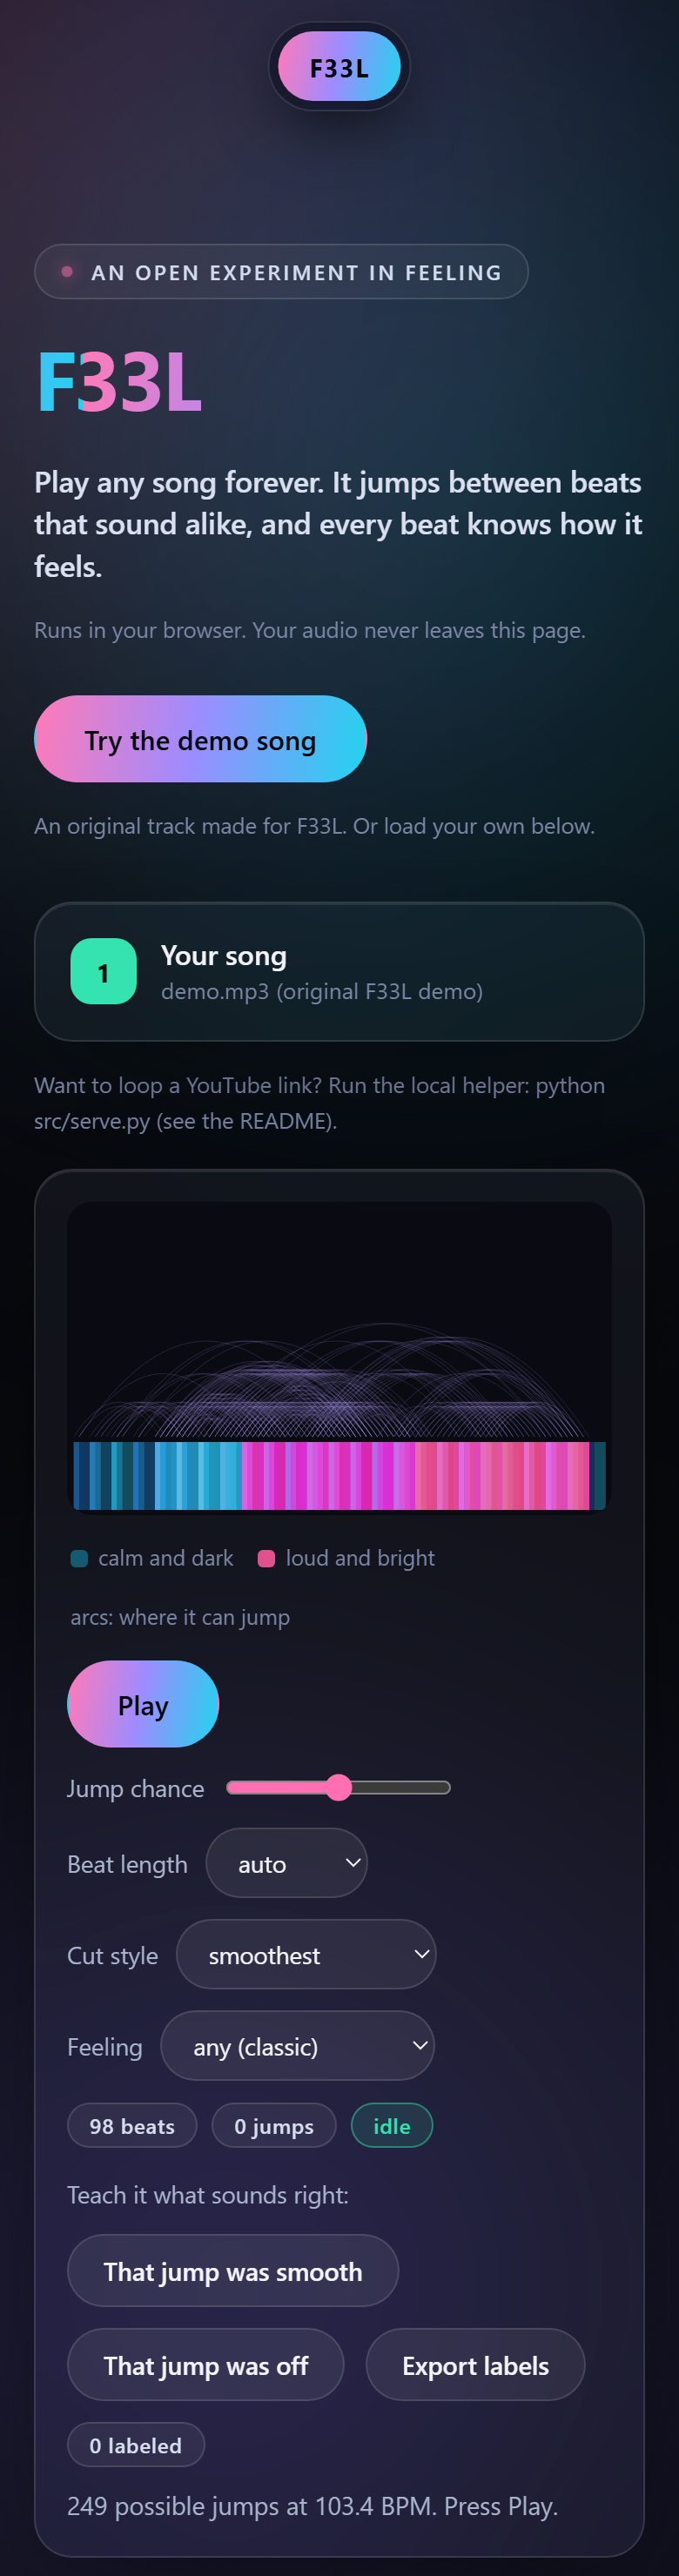 F33L
AN OPEN EXPERIMENT IN FEELING
F33L
Play any song forever. It jumps between beats
that sound alike, and every beat knows how it
feels.
Runs in your browser. Your audio never leaves this page.
Try the demo song
An original track made for F33L. Or load your own below.
1
Your song
demo.mp3 (original F33L demo)
Want to loop a YouTube link? Run the local helper: python
src/serve.py (see the README).
calm and dark loud and bright
arcs: where it can jump
Play
Jump chance
Beat length auto
Cut style smoothest
Feeling any (classic)
98 beats 0 jumps idle
Teach it what sounds right:
That jump was smooth
That jump was off Export labels
0 labeled
249 possible jumps at 103.4 BPM. Press Play.